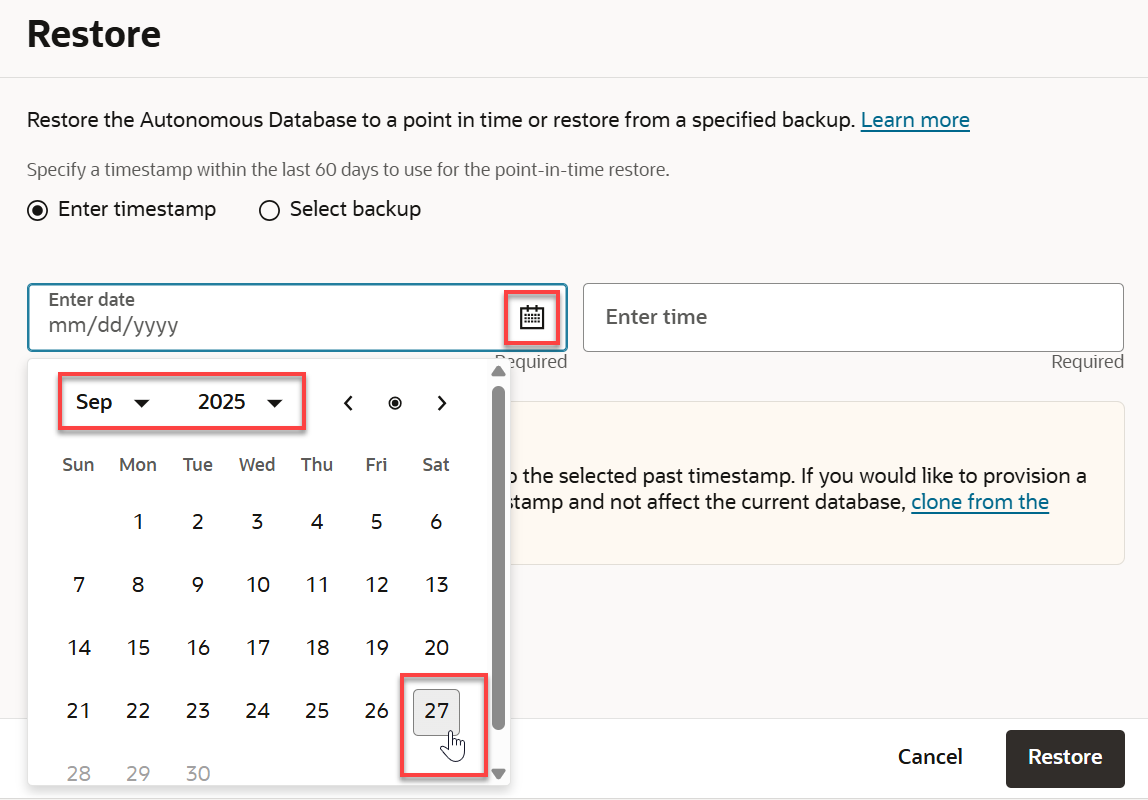 Restore
Restore the Autonomous Database to a point in time or restore from a specified backup. Learn more
Specify a timestamp within the last 60 days to use for the point-in-time restore.
Enter timestamp Select backup
Enter date
mm/dd/yyyy
Enter time
Required
Sep 2025
Sun Mon Tue Wed Thu Fri Sat
1 2 3 4 5 6
7 8 9 10 11 12 13
14 15 16 17 18 19 20
21 22 23 24 25 26 27
28 29 30
the selected past timestamp. If you would like to provision a
and not affect the current database, clone from the
Cancel Restore